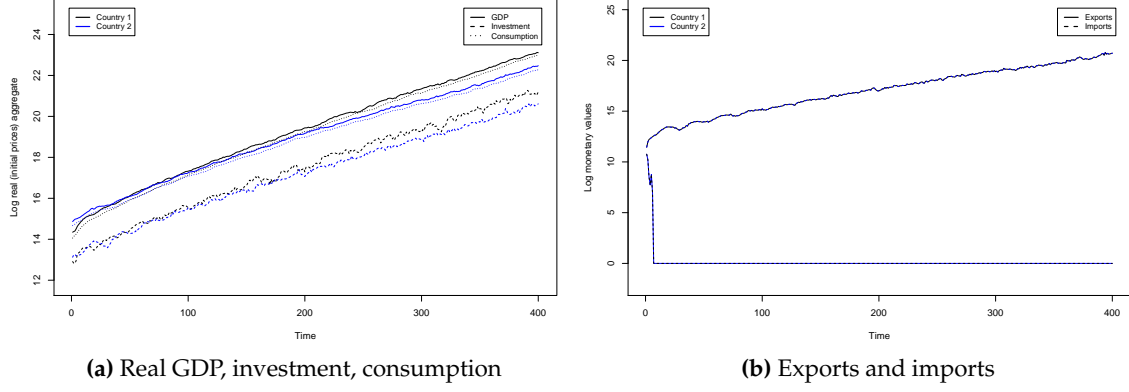 Country 1
Country 2
GDP
Investment
Consumption
Log real (initial prices) aggregate
12 14 16 18 20 22 24
0 100 200 300 400
Time
(a) Real GDP, investment, consumption
Country 1
Country 2
Exports
Imports
Log monetary values
0 5 10 15 20 25
0 100 200 300 400
Time
(b) Exports and imports